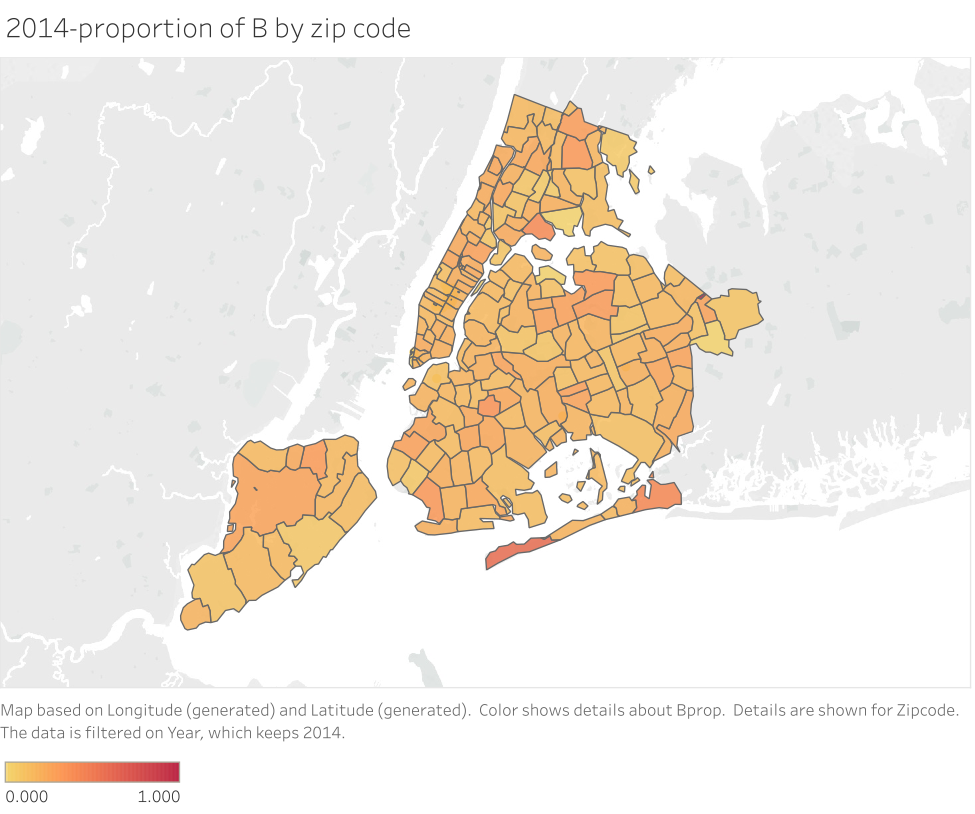 2014-proportion of B by zip code
Map based on Longitude (generated) and Latitude (generated).  Color shows details about Bprop.  Details are shown for Zipcode.
The data is filtered on Year, which keeps 2014.
0.000 1.000